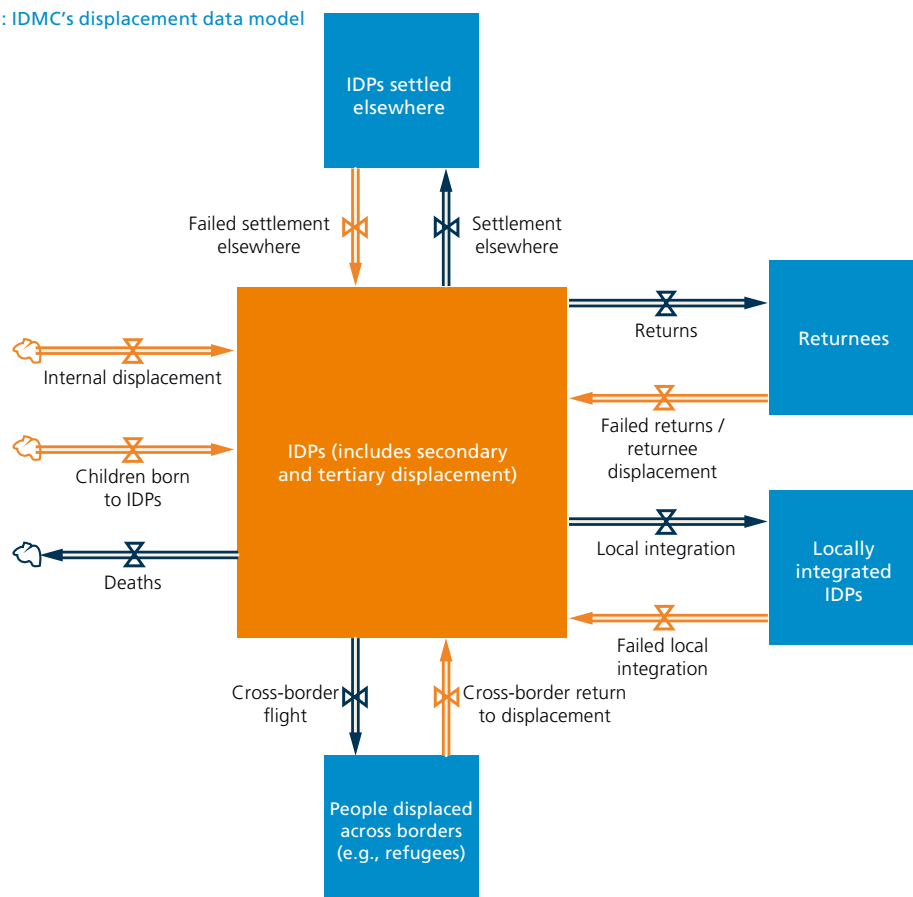 : IDMC's displacement data model
IDPs settled
elsewhere
Failed settlement
elsewhere
Settlement
elsewhere
Returns
Returnees
Internal displacement
Failed returns /
returnee
displacement
IDPs (includes secondary
and tertiary displacement)
Children born
to IDPs
Local integration
Locally
integrated
IDPs
Deaths
Failed local
integration
Cross-border
flight
Cross-border return
to displacement
People displaced
across borders
(e.g., refugees)